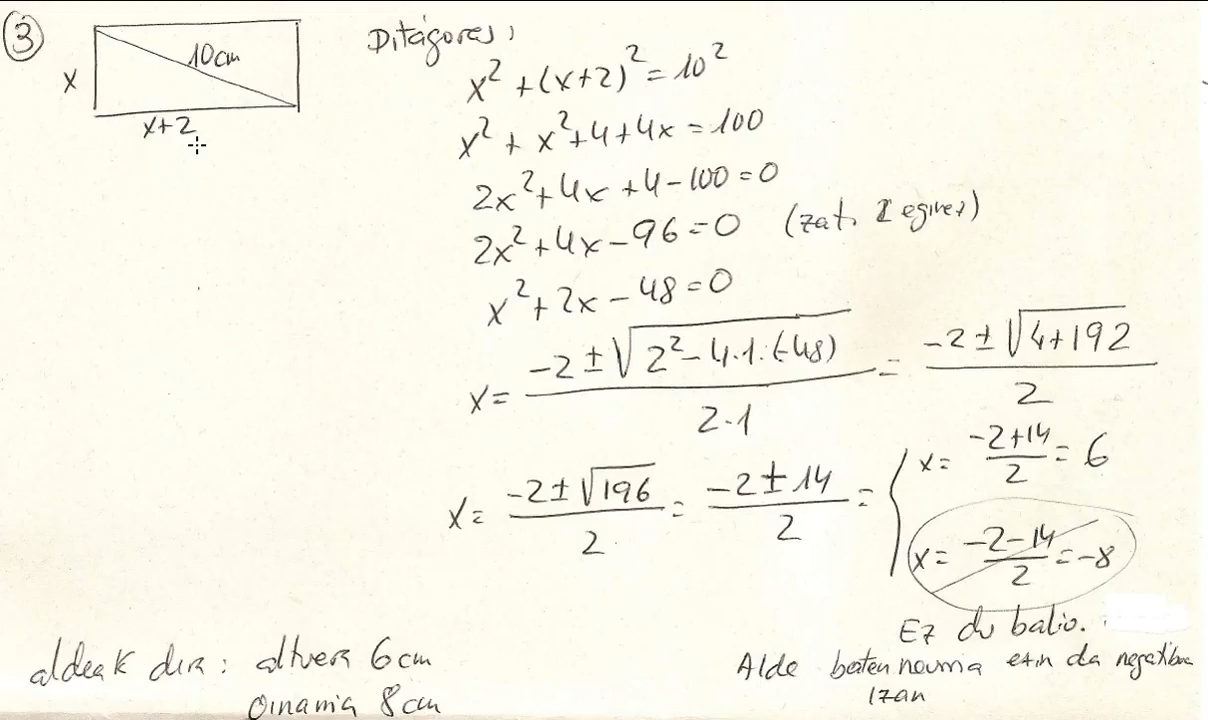 ③
10cm
x
x+2
Pitágores,
x² + (x+2)² = 10²
x² + x² + 4 + 4x = 100
2x² + 4x + 4 - 100 = 0
2x² + 4x - 96 = 0 (zat. 2 eginez)
x² + 2x - 48 = 0
x = (-2 ± √(2² - 4·1·(-48))) / (2·1) = (-2 ± √(4+192)) / 2
x = (-2 ± √196) / 2 = (-2 ± 14) / 2 = { x = (-2+14)/2 = 6
x = (-2-14)/2 = -8
Ez du balio.
Alde baten neurria ezin da negatiboa
izan
aldeak dira: altuera 6cm
oinarria 8cm